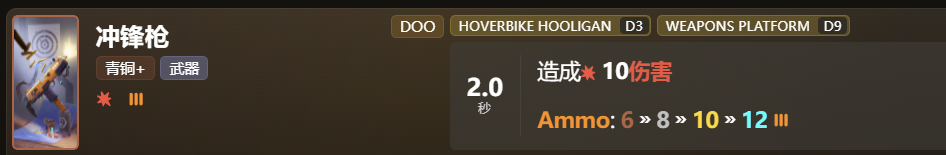 冲锋枪
青铜+ 武器
DOO HOVERBIKE HOOLIGAN D3 WEAPONS PLATFORM D9
2.0
秒
造成 10伤害
Ammo: 6 » 8 » 10 » 12